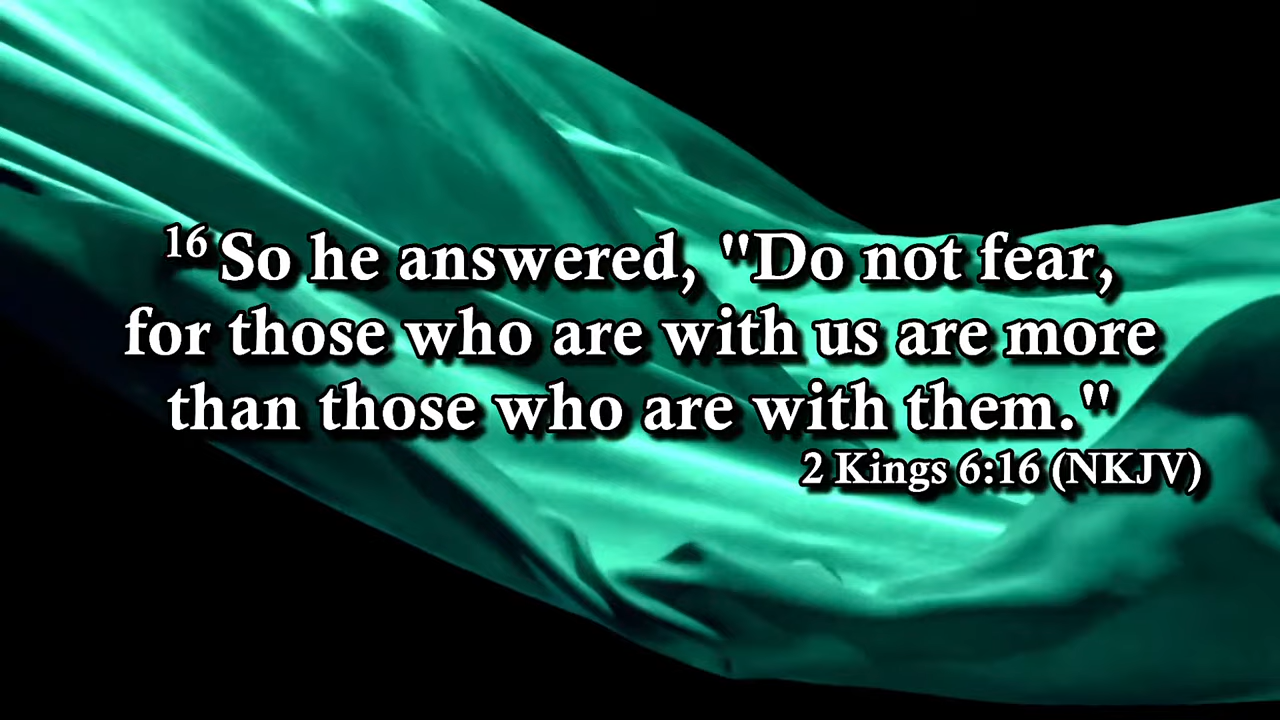 16 So he answered, "Do not fear,
for those who are with us are more
than those who are with them."
2 Kings 6:16 (NKJV)